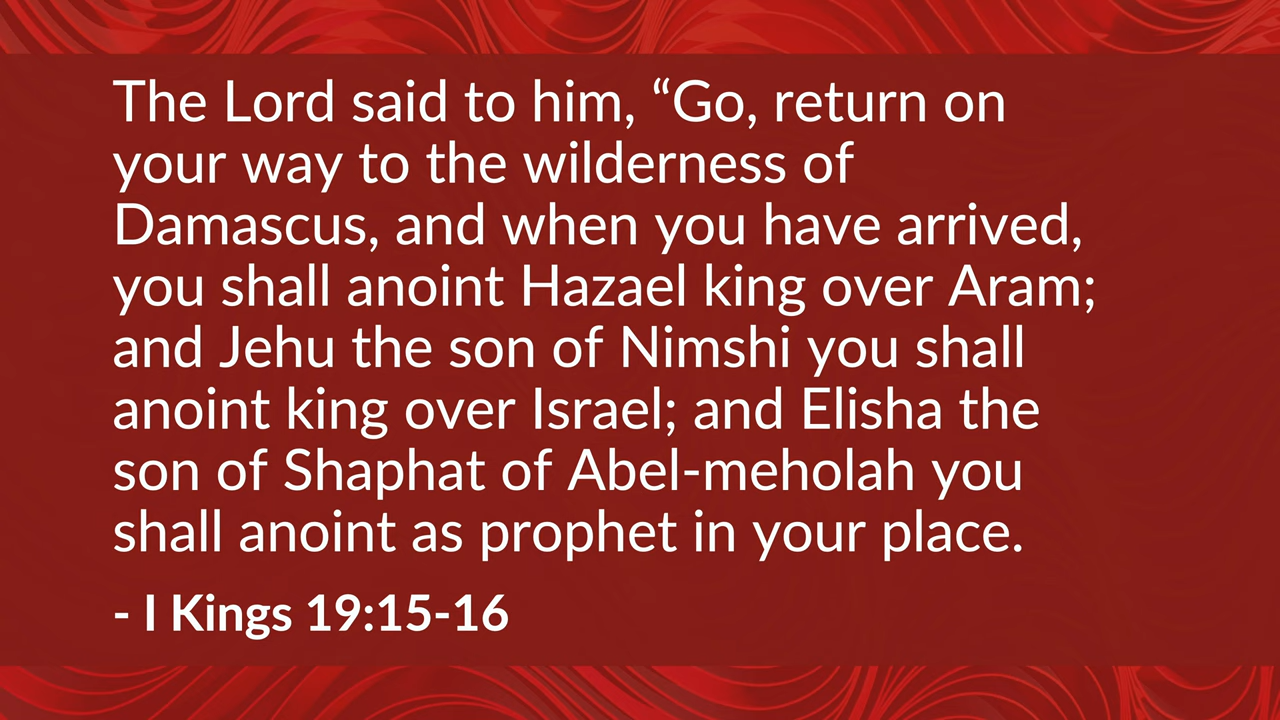 The Lord said to him, “Go, return on
your way to the wilderness of
Damascus, and when you have arrived,
you shall anoint Hazael king over Aram;
and Jehu the son of Nimshi you shall
anoint king over Israel; and Elisha the
son of Shaphat of Abel-meholah you
shall anoint as prophet in your place.
- I Kings 19:15-16